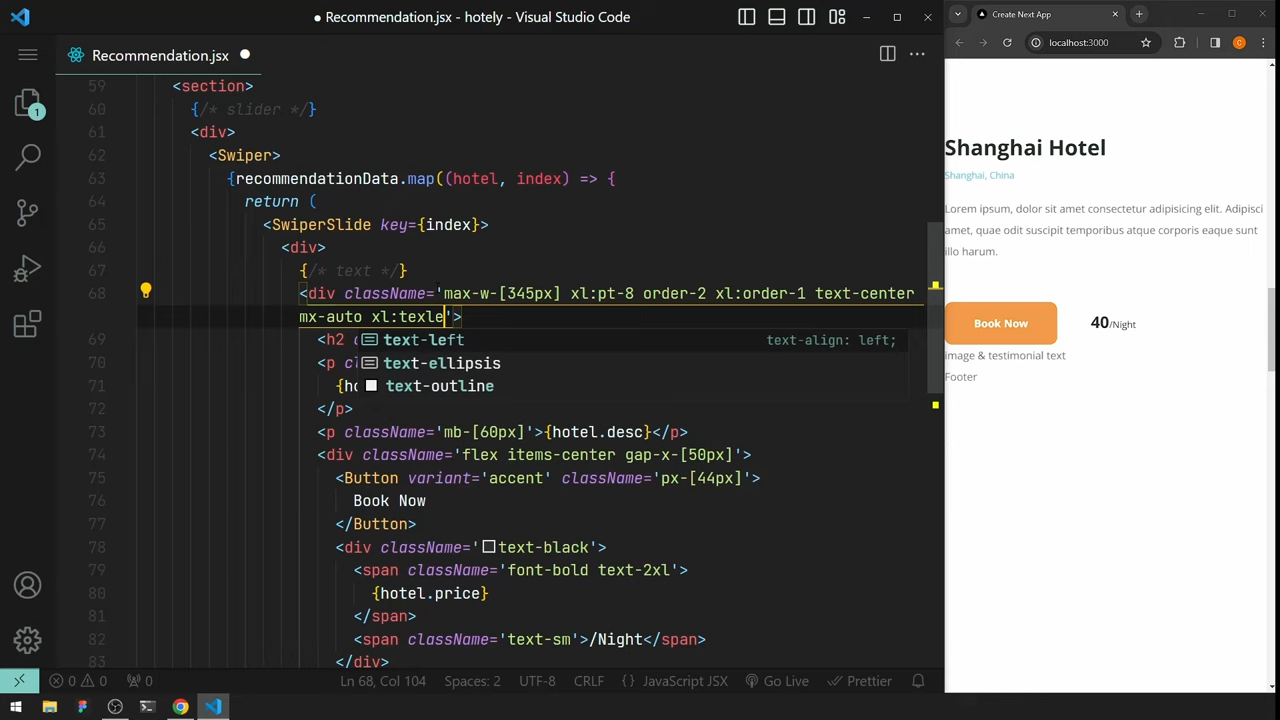 Recommendation.jsx - hotely - Visual Studio Code
Recommendation.jsx
1
59 <section>
60 {/* slider */}
61 <div>
62 <Swiper>
63 {recommendationData.map((hotel, index) => {
64 return (
65 <SwiperSlide key={index}>
66 <div>
67 {/* text */}
68 <div className='max-w-[345px] xl:pt-8 order-2 xl:order-1 text-center
mx-auto xl:texle'>
69 <h2
text-left text-align: left;
70 <p cl
text-ellipsis
71 {ho
text-outline
72 </p>
73 <p className='mb-[60px]'>{hotel.desc}</p>
74 <div className='flex items-center gap-x-[50px]'>
75 <Button variant='accent' className='px-[44px]'>
76 Book Now
77 </Button>
78 <div className='text-black'>
79 <span className='font-bold text-2xl'>
80 {hotel.price}
81 </span>
82 <span className='text-sm'>/Night</span>
83 </div>
0 0 0 Ln 68, Col 104 Spaces: 2 UTF-8 CRLF {} JavaScript JSX Go Live Prettier
Create Next App
localhost:3000
C
Shanghai Hotel
Shanghai, China
Lorem ipsum, dolor sit amet consectetur adipisicing elit. Adipisci
amet, quae odit suscipit temporibus atque corporis eaque sunt
illo harum.
Book Now 40/Night
image & testimonial text
Footer